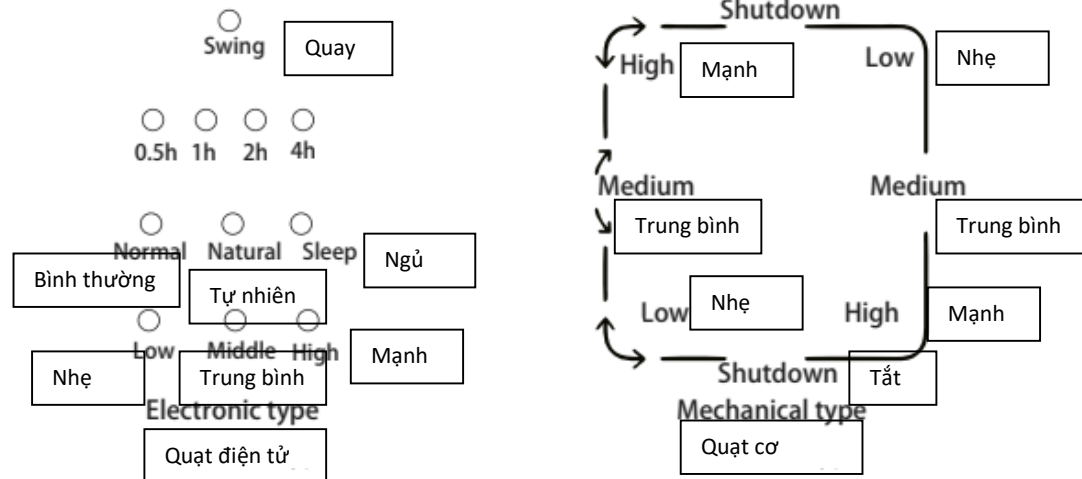 Swing
Quay
0.5h 1h 2h 4h
Normal Natural Sleep
Ngủ
Bình thường
Tự nhiên
Low Middle High
Mạnh
Nhẹ
Trung bình
Electronic type
Quạt điện tử
Shutdown
High
Mạnh
Low
Nhẹ
Medium
Trung bình
Medium
Trung bình
Low
Nhẹ
High
Mạnh
Shutdown
Tắt
Mechanical type
Quạt cơ